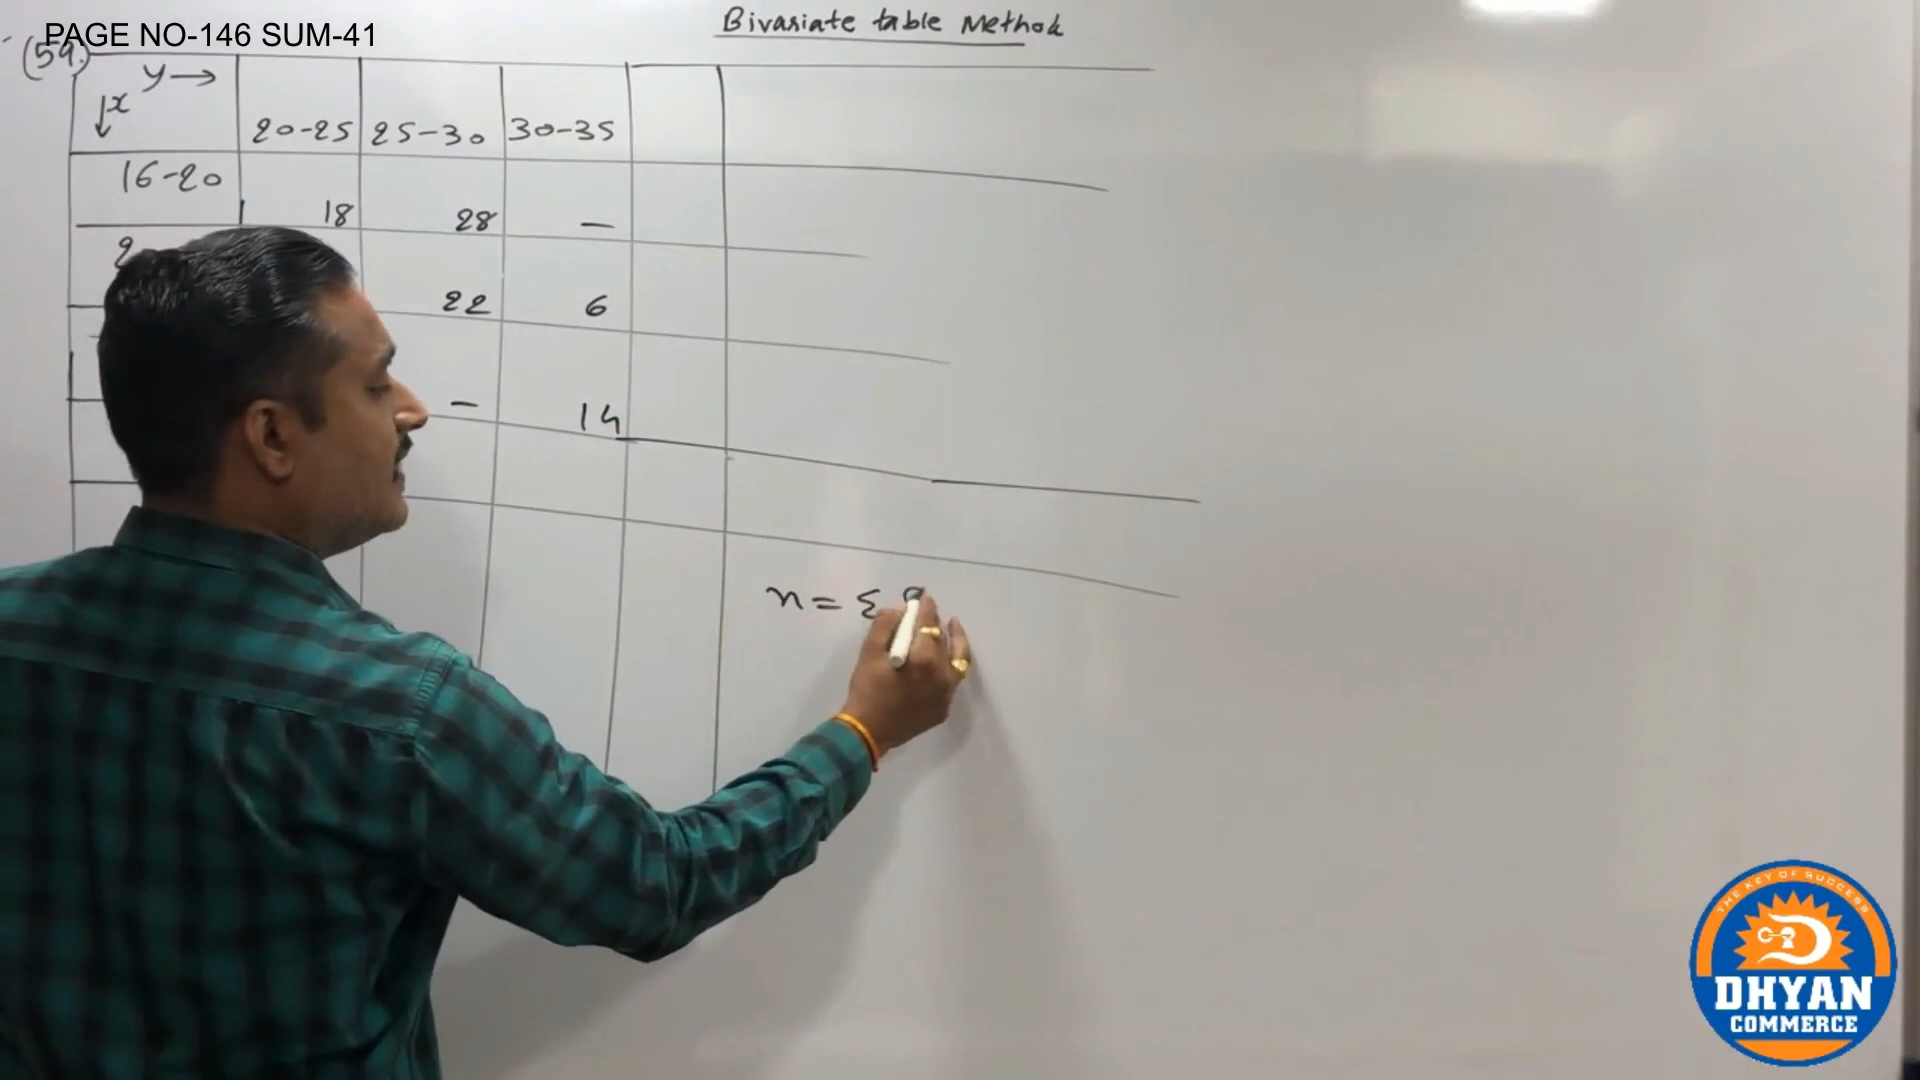 PAGE NO-146 SUM-41
Bivariate table Method
(59)
y→
↓x
20-25 25-30 30-35
16-20
18 28 —
2
22 6
- 14
n = Σ
THE KEY OF SUCCESS
DHYAN
COMMERCE